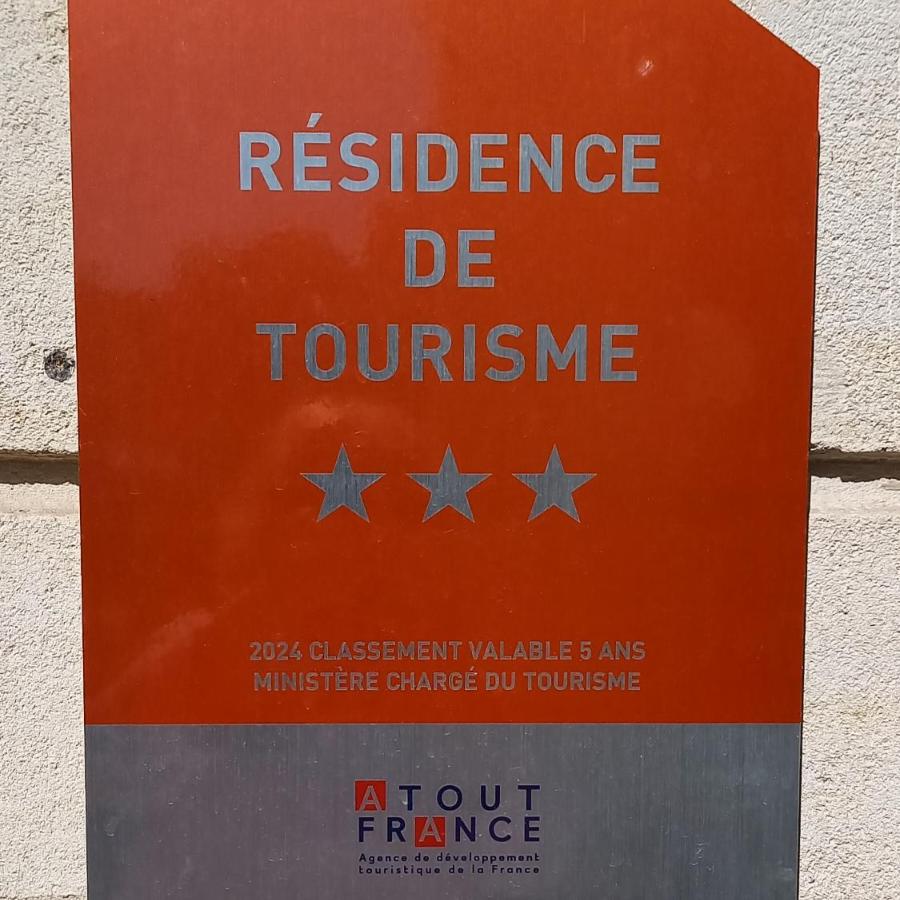 RÉSIDENCE
DE
TOURISME
2024 CLASSEMENT VALABLE 5 ANS
MINISTÈRE CHARGÉ DU TOURISME
ATOUT
FRANCE
Agence de développement
touristique de la France